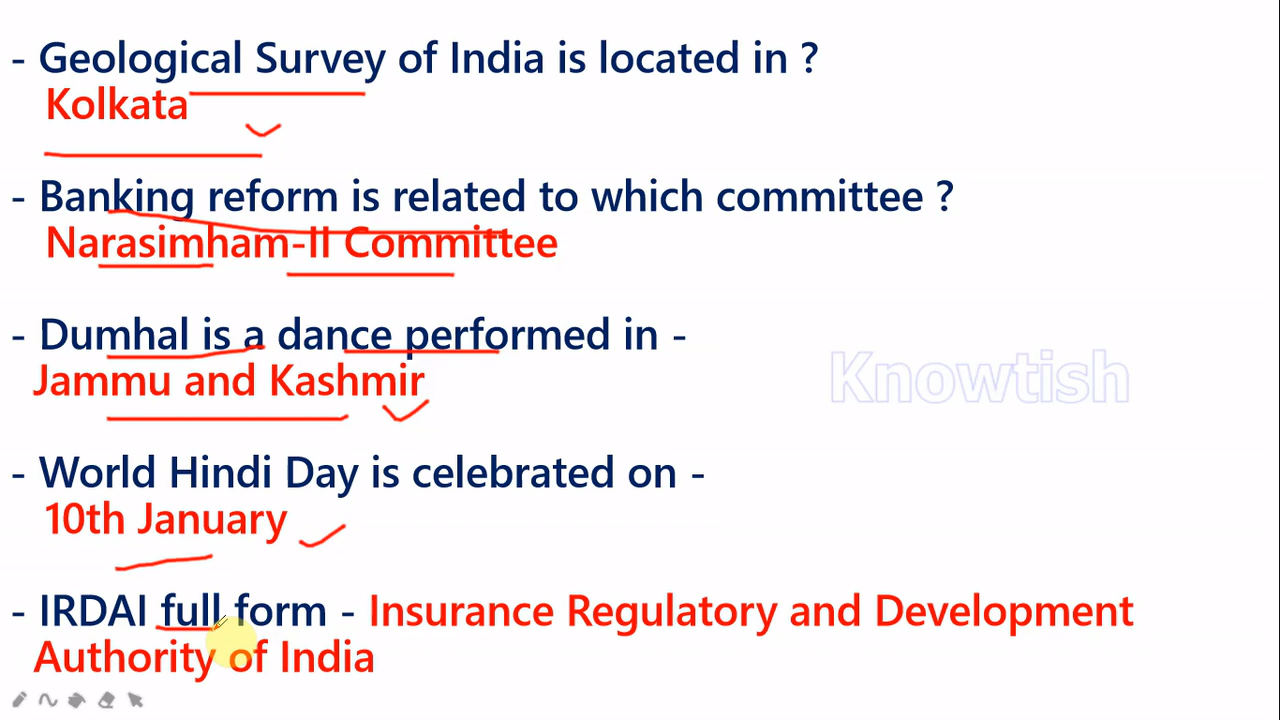 - Geological Survey of India is located in ?
Kolkata
- Banking reform is related to which committee ?
Narasimham-II Committee
- Dumhal is a dance performed in -
Jammu and Kashmir
Knowtish
- World Hindi Day is celebrated on -
10th January
- IRDAI full form - Insurance Regulatory and Development
Authority of India